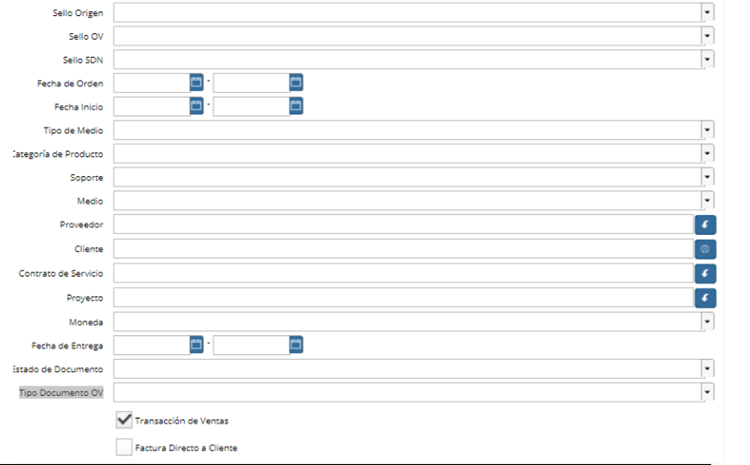 Sello Origen
Sello OV
Sello SDN
Fecha de Orden
-
Fecha Inicio
-
Tipo de Medio
Categoría de Producto
Soporte
Medio
Proveedor
Cliente
Contrato de Servicio
Proyecto
Moneda
Fecha de Entrega
-
Estado de Documento
Tipo Documento OV
Transacción de Ventas
Factura Directo a Cliente